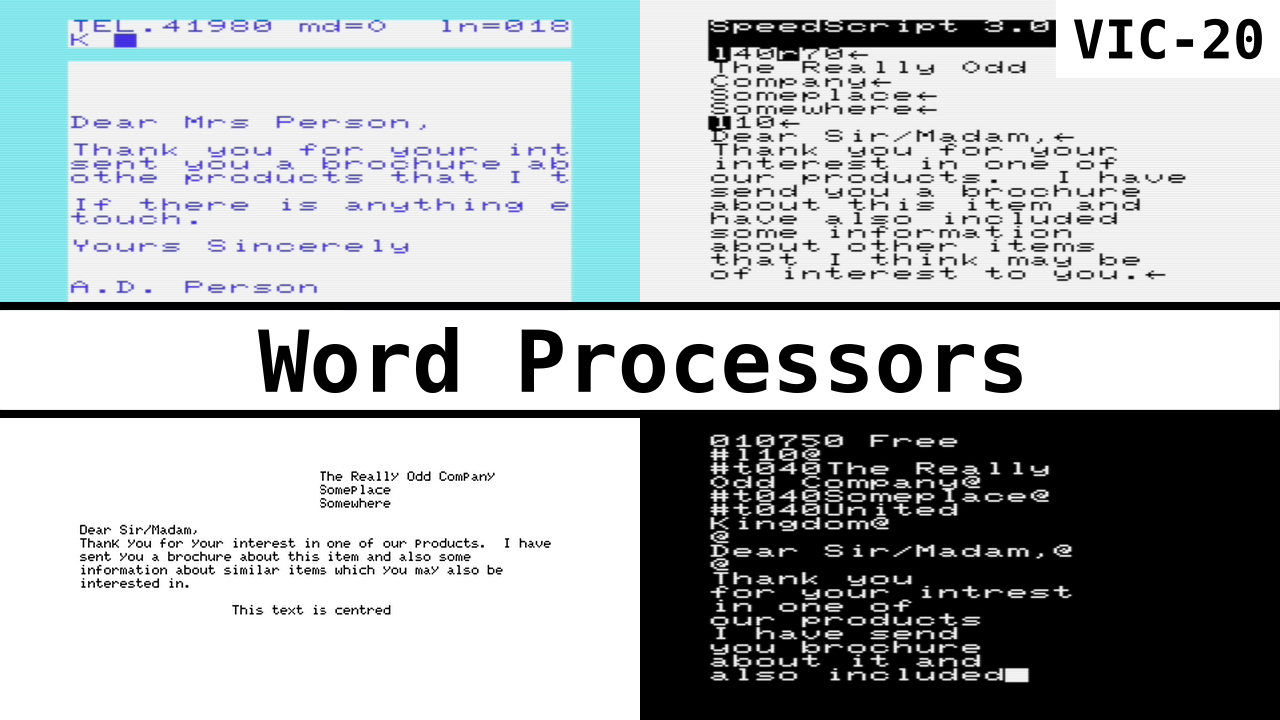 TEL.41980 md=O ln=018
K
Dear Mrs Person,
Thank you for your int
sent you a brochure ab
othe products that I t
If there is anything e
touch.
Yours Sincerely
A.D. Person
SpeedScript 3.0
VIC-20
l40r70←
The Really Odd
Company←
Someplace←
Somewhere←
l10←
Dear Sir/Madam,←
Thank you for your
interest in one of
our products. I have
send you a brochure
about this item and
have also included
some information
about other items
that I think may be
of interest to you.←
Word Processors
The Really Odd Company
SomePlace
Somewhere
Dear Sir/Madam,
Thank you for your interest in one of our products. I have
sent you a brochure about this item and also some
information about similar items which you may also be
interested in.
This text is centred
010750 Free
#l10@
#t040The Really
Odd Company@
#t040Someplace@
#t040United
Kingdom@
@
Dear Sir/Madam,@
@
Thank you
for your intrest
in one of
our products
I have send
you brochure
about it and
also included